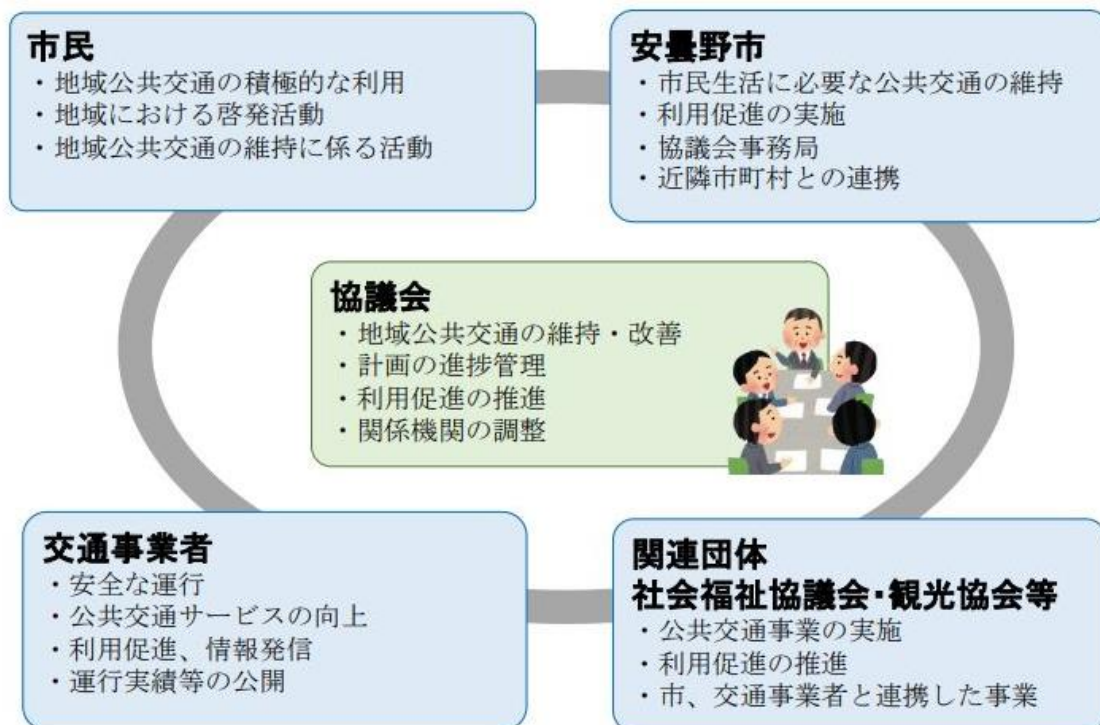 市民
・地域公共交通の積極的な利用
・地域における啓発活動
・地域公共交通の維持に係る活動
安曇野市
・市民生活に必要な公共交通の維持
・利用促進の実施
・協議会事務局
・近隣市町村との連携
協議会
・地域公共交通の維持・改善
・計画の進捗管理
・利用促進の推進
・関係機関の調整
交通事業者
・安全な運行
・公共交通サービスの向上
・利用促進、情報発信
・運行実績等の公開
関連団体
社会福祉協議会・観光協会等
・公共交通事業の実施
・利用促進の推進
・市、交通事業者と連携した事業